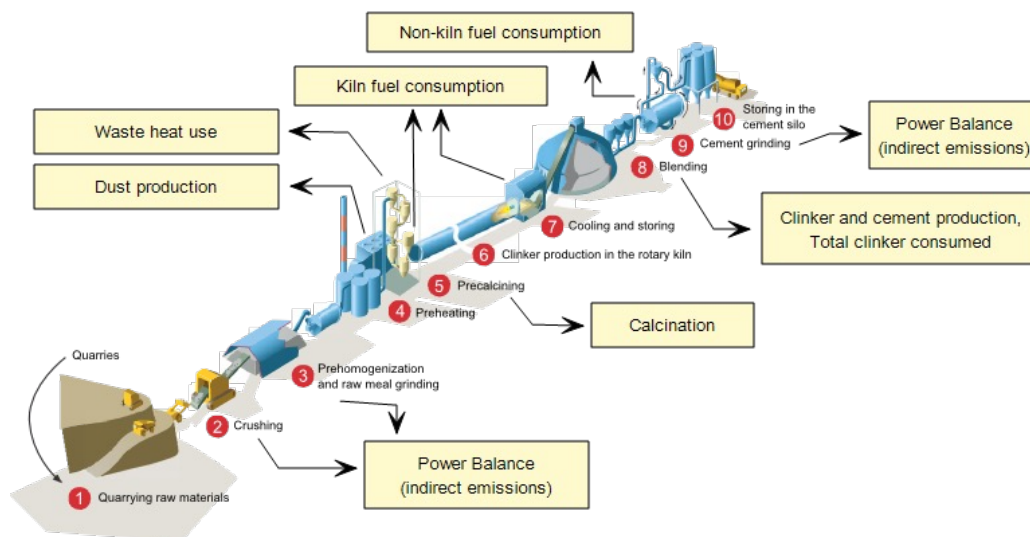 Non-kiln fuel consumption
Kiln fuel consumption
Waste heat use
Dust production
10
Storing in the
cement silo
9
Cement grinding
Power Balance
(indirect emissions)
8
Blending
Clinker and cement production,
Total clinker consumed
7
Cooling and storing
6
Clinker production in the rotary kiln
5
Precalcining
4
Preheating
Calcination
Quarries
3
Prehomogenization
and raw meal grinding
2
Crushing
Power Balance
(indirect emissions)
1
Quarrying raw materials